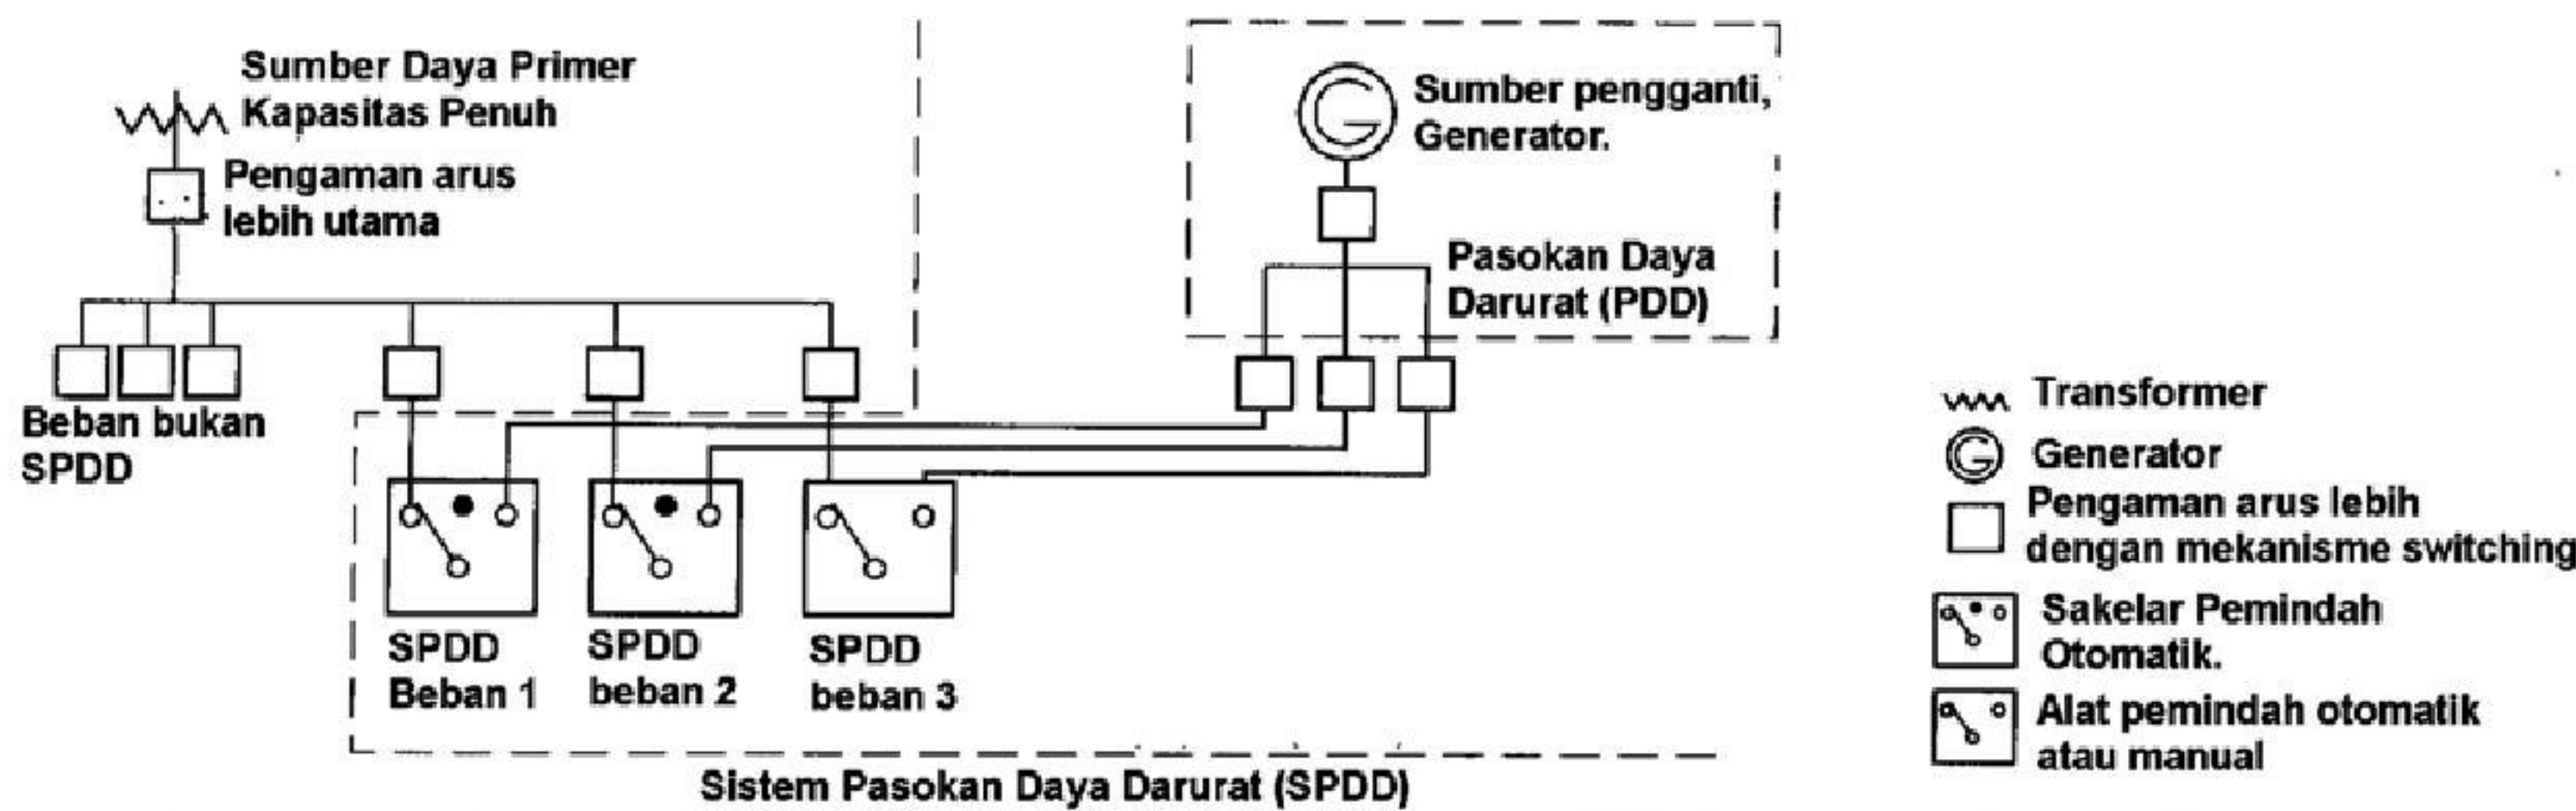 Sumber Daya Primer
Kapasitas Penuh
Pengaman arus
lebih utama
Beban bukan
SPDD
G
Sumber pengganti,
Generator.
Pasokan Daya
Darurat (PDD)
SPDD
Beban 1
SPDD
beban 2
SPDD
beban 3
Sistem Pasokan Daya Darurat (SPDD)
Transformer
G
Generator
Pengaman arus lebih
dengan mekanisme switching
Sakelar Pemindah
Otomatik.
Alat pemindah otomatik
atau manual